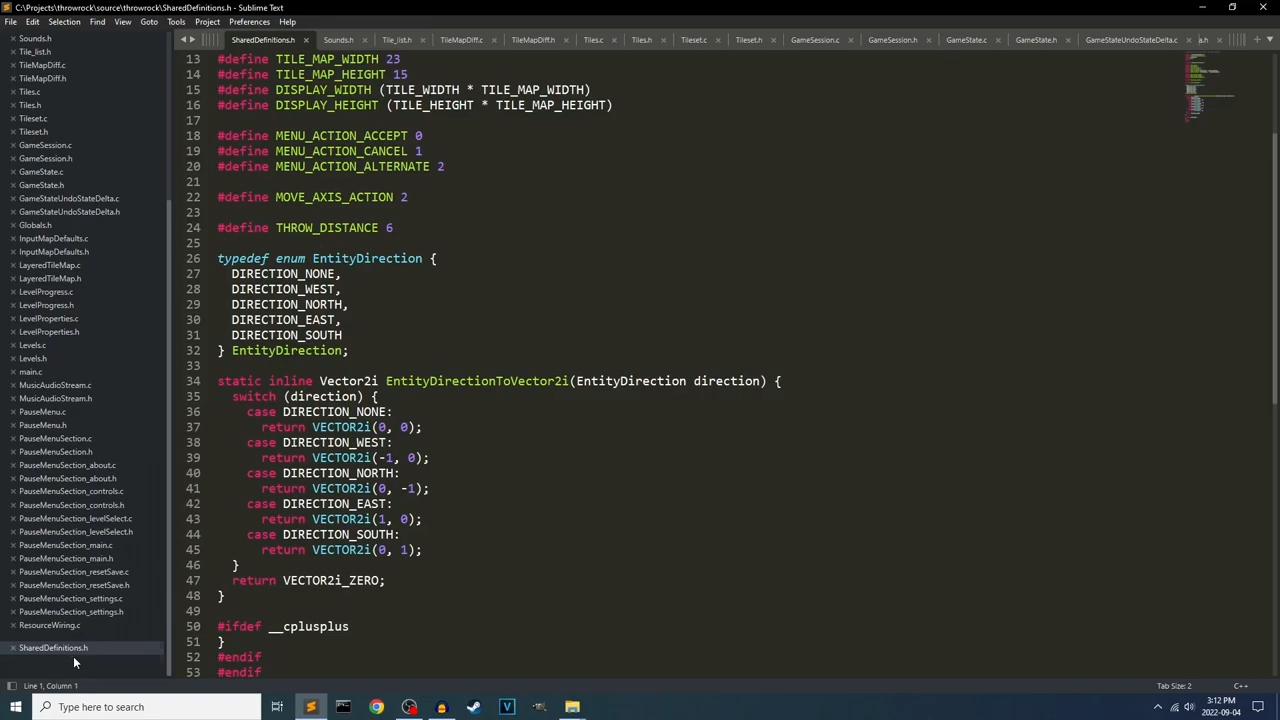 C:\Projects\throwrock\source\throwrock\SharedDefinitions.h - Sublime Text
File Edit Selection Find View Goto Tools Project Preferences Help
SharedDefinitions.h Sounds.h Tile_list.h TileMapDiff.c TileMapDiff.h Tiles.c Tiles.h Tileset.c Tileset.h GameSession.c GameSession.h GameState.c GameState.h GameStateUndoStateDelta.c
Sounds.h
Tile_list.h
TileMapDiff.c
TileMapDiff.h
Tiles.c
Tiles.h
Tileset.c
Tileset.h
GameSession.c
GameSession.h
GameState.c
GameState.h
GameStateUndoStateDelta.c
GameStateUndoStateDelta.h
Globals.h
InputMapDefaults.c
InputMapDefaults.h
LayeredTileMap.c
LayeredTileMap.h
LevelProgress.c
LevelProgress.h
LevelProperties.c
LevelProperties.h
Levels.c
Levels.h
main.c
MusicAudioStream.c
MusicAudioStream.h
PauseMenu.c
PauseMenu.h
PauseMenuSection.c
PauseMenuSection.h
PauseMenuSection_about.c
PauseMenuSection_about.h
PauseMenuSection_controls.c
PauseMenuSection_controls.h
PauseMenuSection_levelSelect.c
PauseMenuSection_levelSelect.h
PauseMenuSection_main.c
PauseMenuSection_main.h
PauseMenuSection_resetSave.c
PauseMenuSection_resetSave.h
PauseMenuSection_settings.c
PauseMenuSection_settings.h
ResourceWiring.c
SharedDefinitions.h
13 #define TILE_MAP_WIDTH 23
14 #define TILE_MAP_HEIGHT 15
15 #define DISPLAY_WIDTH (TILE_WIDTH * TILE_MAP_WIDTH)
16 #define DISPLAY_HEIGHT (TILE_HEIGHT * TILE_MAP_HEIGHT)
17
18 #define MENU_ACTION_ACCEPT 0
19 #define MENU_ACTION_CANCEL 1
20 #define MENU_ACTION_ALTERNATE 2
21
22 #define MOVE_AXIS_ACTION 2
23
24 #define THROW_DISTANCE 6
25
26 typedef enum EntityDirection {
27 DIRECTION_NONE,
28 DIRECTION_WEST,
29 DIRECTION_NORTH,
30 DIRECTION_EAST,
31 DIRECTION_SOUTH
32 } EntityDirection;
33
34 static inline Vector2i EntityDirectionToVector2i(EntityDirection direction) {
35 switch (direction) {
36 case DIRECTION_NONE:
37 return VECTOR2i(0, 0);
38 case DIRECTION_WEST:
39 return VECTOR2i(-1, 0);
40 case DIRECTION_NORTH:
41 return VECTOR2i(0, -1);
42 case DIRECTION_EAST:
43 return VECTOR2i(1, 0);
44 case DIRECTION_SOUTH:
45 return VECTOR2i(0, 1);
46 }
47 return VECTOR2i_ZERO;
48 }
49
50 #ifdef __cplusplus
51 }
52 #endif
53 #endif
Line 1, Column 1 Tab Size: 2 C++
Type here to search
3:12 PM
2022-09-04